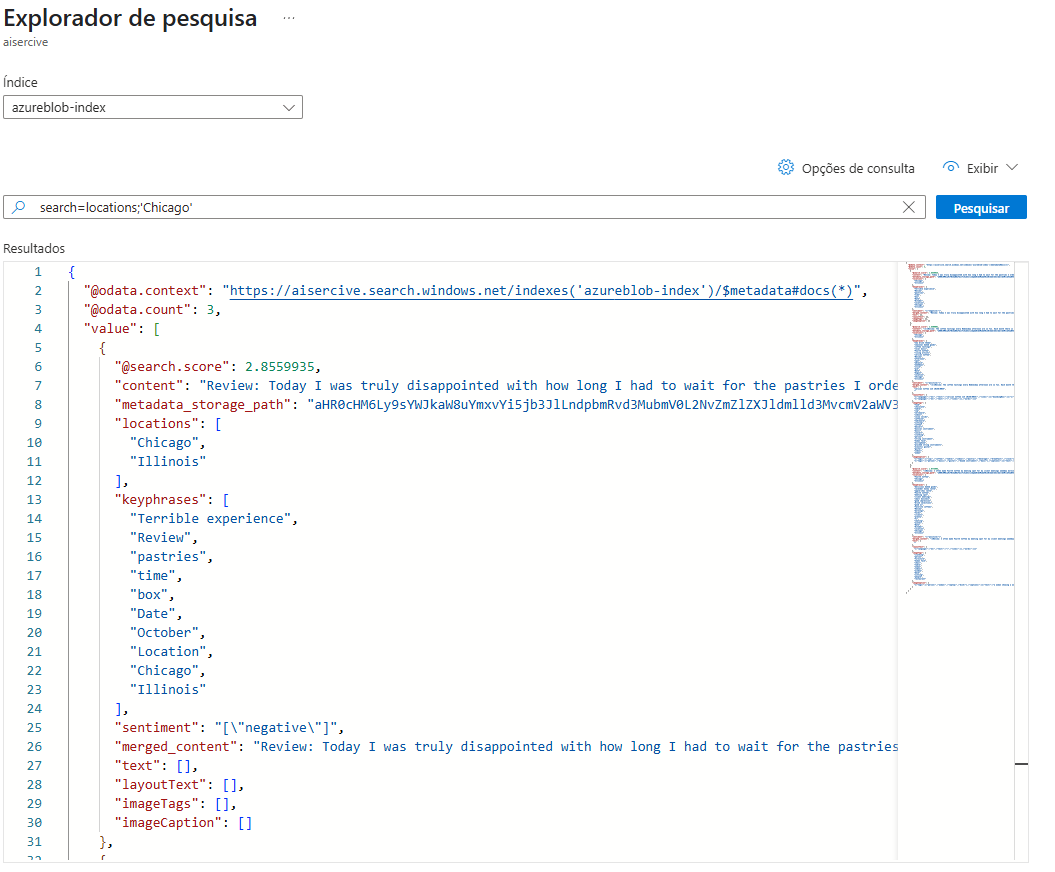 Explorador de pesquisa ...
aisercive
Índice
azureblob-index
Opções de consulta Exibir
search=locations;'Chicago'
Pesquisar
Resultados
1 {
2 "@odata.context": "https://aisercive.search.windows.net/indexes('azureblob-index')/$metadata#docs(*)",
3 "@odata.count": 3,
4 "value": [
5 {
6 "@search.score": 2.8559935,
7 "content": "Review: Today I was truly disappointed with how long I had to wait for the pastries I orde
8 "metadata_storage_path": "aHR0cHM6Ly9sYWJkaW8uYmxvYi5jb3JlLndpbmRvd3MubmV0L2NvZmZlZXJldmlld3MvcmV2aWV3
9 "locations": [
10 "Chicago",
11 "Illinois"
12 ],
13 "keyphrases": [
14 "Terrible experience",
15 "Review",
16 "pastries",
17 "time",
18 "box",
19 "Date",
20 "October",
21 "Location",
22 "Chicago",
23 "Illinois"
24 ],
25 "sentiment": "[\"negative\"]",
26 "merged_content": "Review: Today I was truly disappointed with how long I had to wait for the pastries
27 "text": [],
28 "layoutText": [],
29 "imageTags": [],
30 "imageCaption": []
31 },
32 {